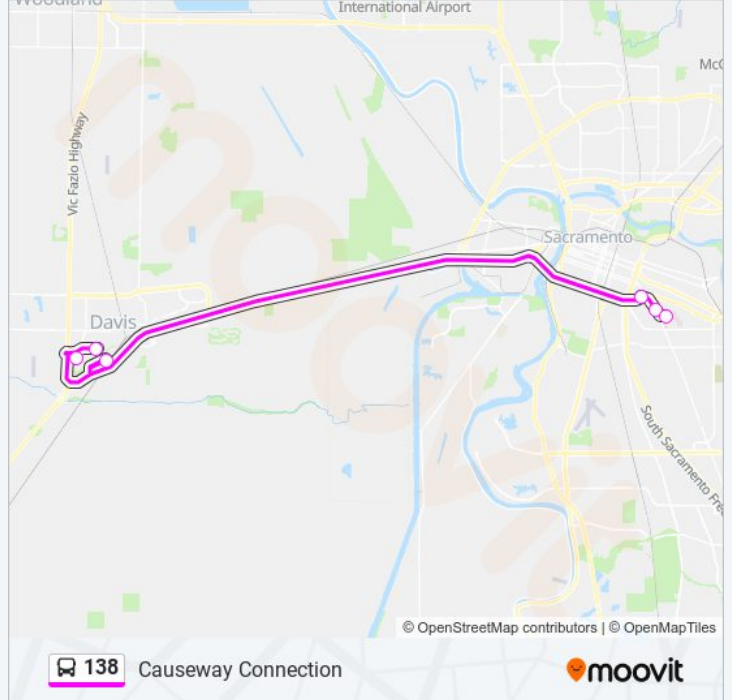 Woodland
International Airport
McC
Vic Fazio Highway
Sacramento
Davis
South Sacramento Fre
moovit
© OpenStreetMap contributors | © OpenMapTiles
138 Causeway Connection
moovit